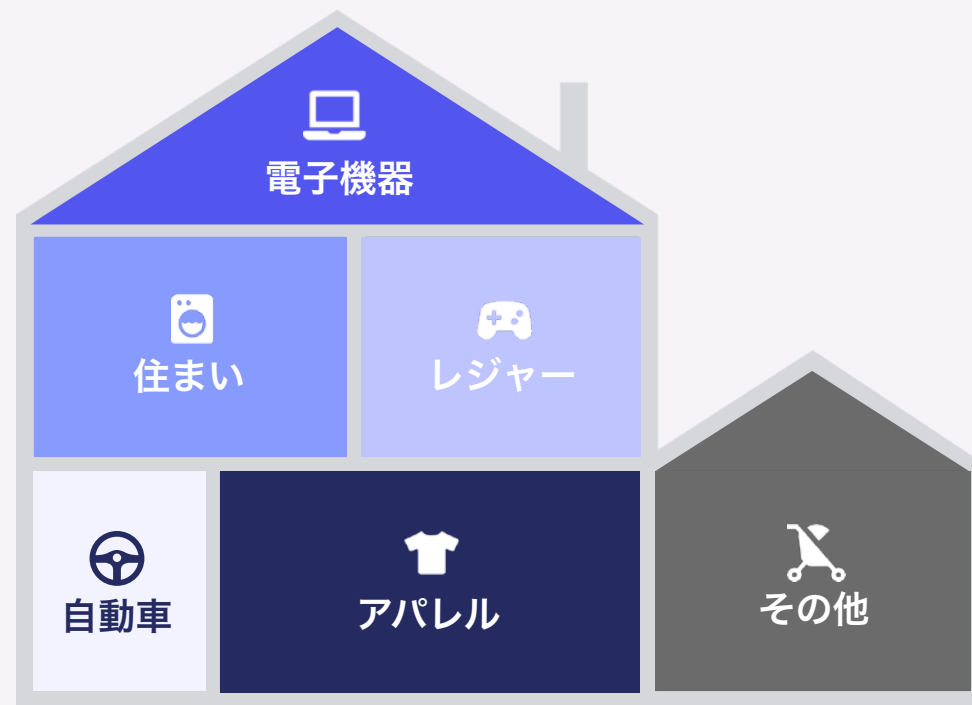 電子機器
住まい
レジャー
自動車
アパレル
その他